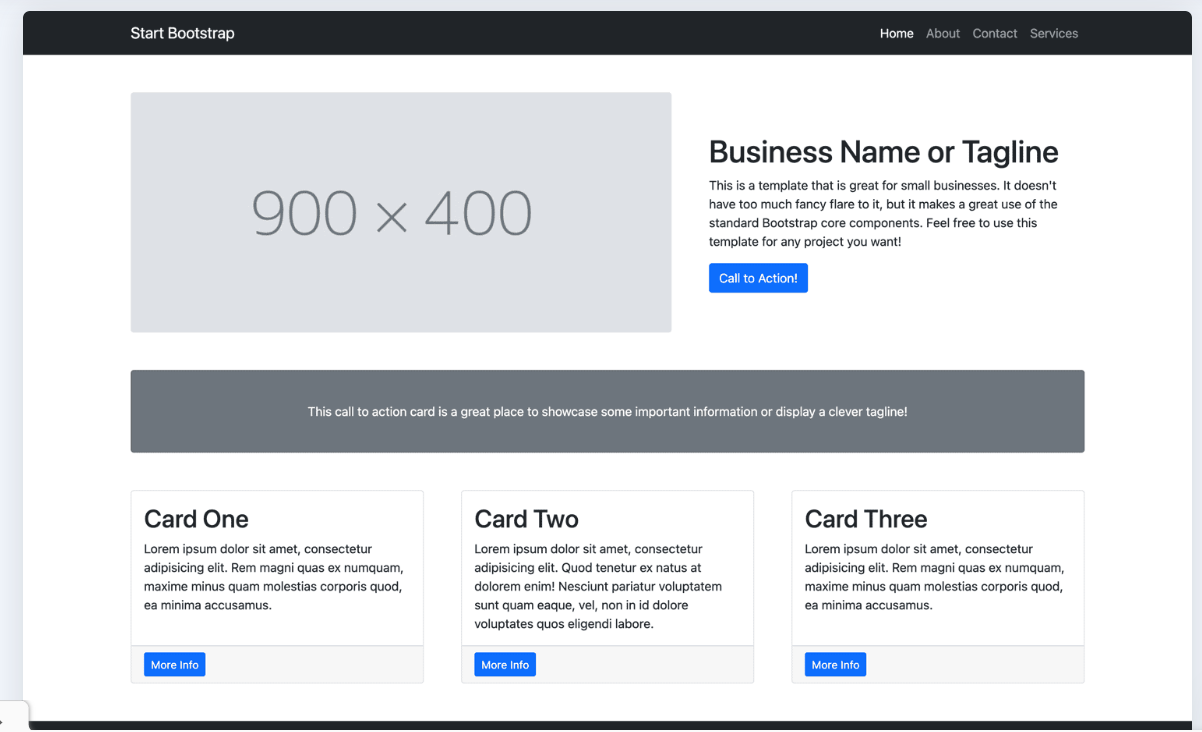 Start Bootstrap
Home About Contact Services
900 × 400
Business Name or Tagline
This is a template that is great for small businesses. It doesn't
have too much fancy flare to it, but it makes a great use of the
standard Bootstrap core components. Feel free to use this
template for any project you want!
Call to Action!
This call to action card is a great place to showcase some important information or display a clever tagline!
Card One
Lorem ipsum dolor sit amet, consectetur
adipisicing elit. Rem magni quas ex numquam,
maxime minus quam molestias corporis quod,
ea minima accusamus.
More Info
Card Two
Lorem ipsum dolor sit amet, consectetur
adipisicing elit. Quod tenetur ex natus at
dolorem enim! Nesciunt pariatur voluptatem
sunt quam eaque, vel, non in id dolore
voluptates quos eligendi labore.
More Info
Card Three
Lorem ipsum dolor sit amet, consectetur
adipisicing elit. Rem magni quas ex numquam,
maxime minus quam molestias corporis quod,
ea minima accusamus.
More Info